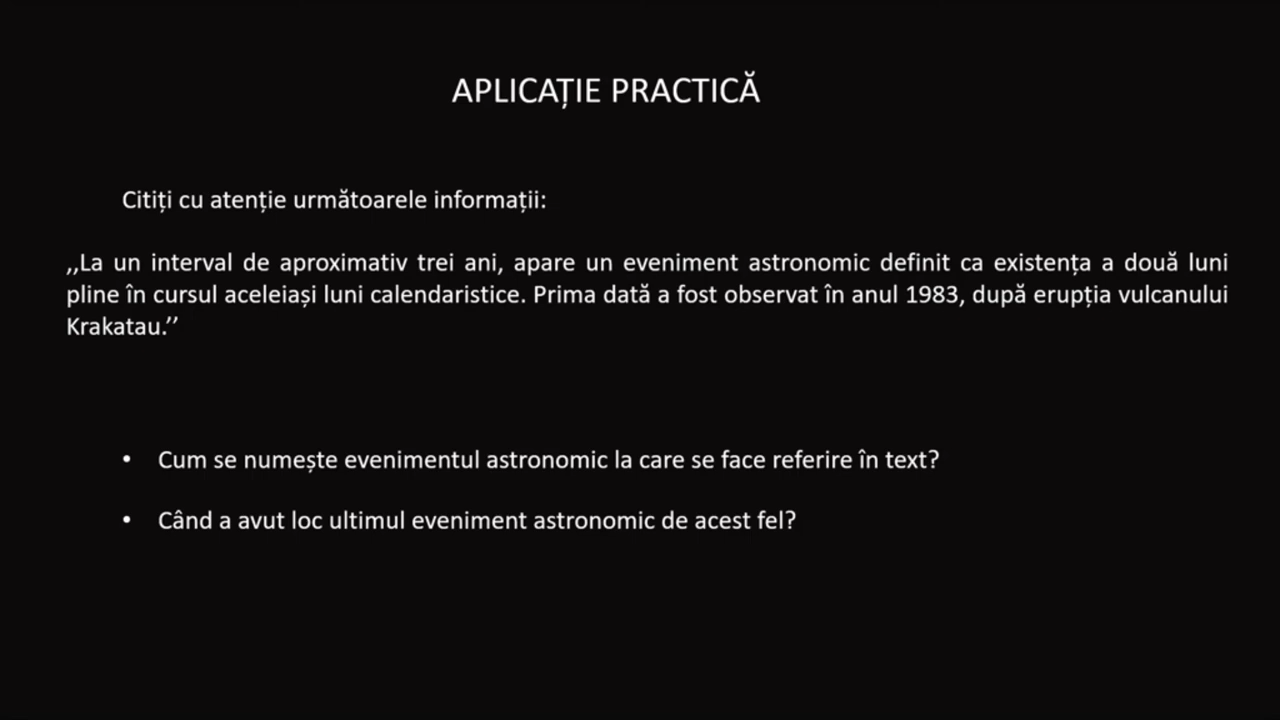 APLICAȚIE PRACTICĂ
Citiți cu atenție următoarele informații:
,,La un interval de aproximativ trei ani, apare un eveniment astronomic definit ca existența a două luni
pline în cursul aceleiași luni calendaristice. Prima dată a fost observat în anul 1983, după erupția vulcanului
Krakatau.’’
• Cum se numește evenimentul astronomic la care se face referire în text?
• Când a avut loc ultimul eveniment astronomic de acest fel?